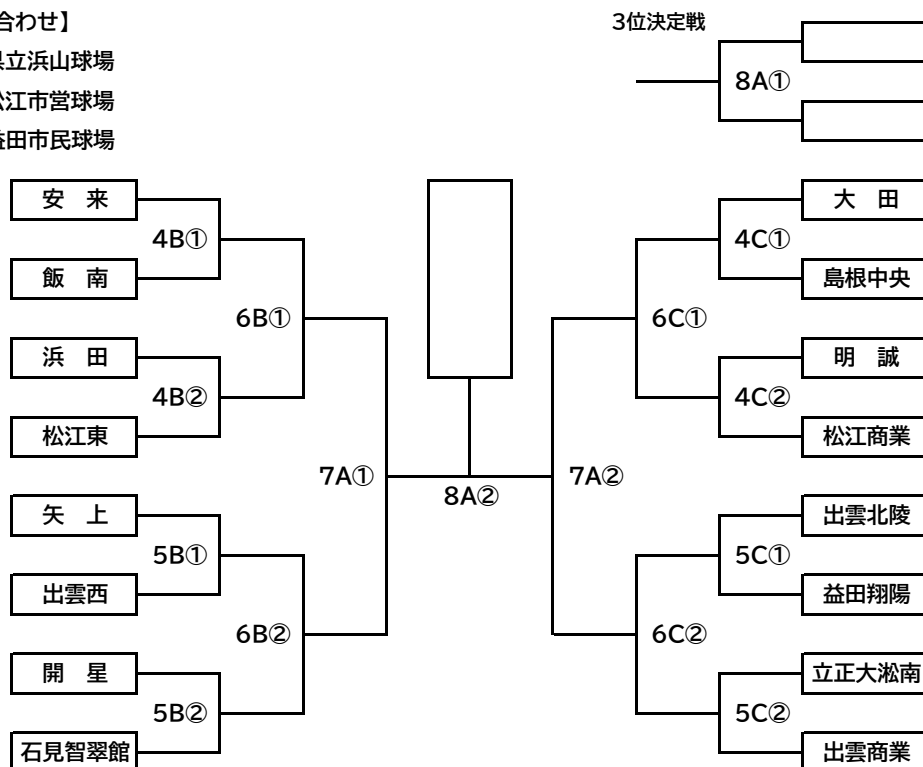 合わせ】
県立浜山球場
松江市営球場
益田市民球場
3位決定戦
8A①
安　来
4B①
飯　南
6B①
浜　田
4B②
松江東
7A①
矢　上
5B①
出雲西
6B②
開　星
5B②
石見智翠館
8A②
大　田
4C①
島根中央
6C①
明　誠
4C②
松江商業
7A②
出雲北陵
5C①
益田翔陽
6C②
立正大淞南
5C②
出雲商業